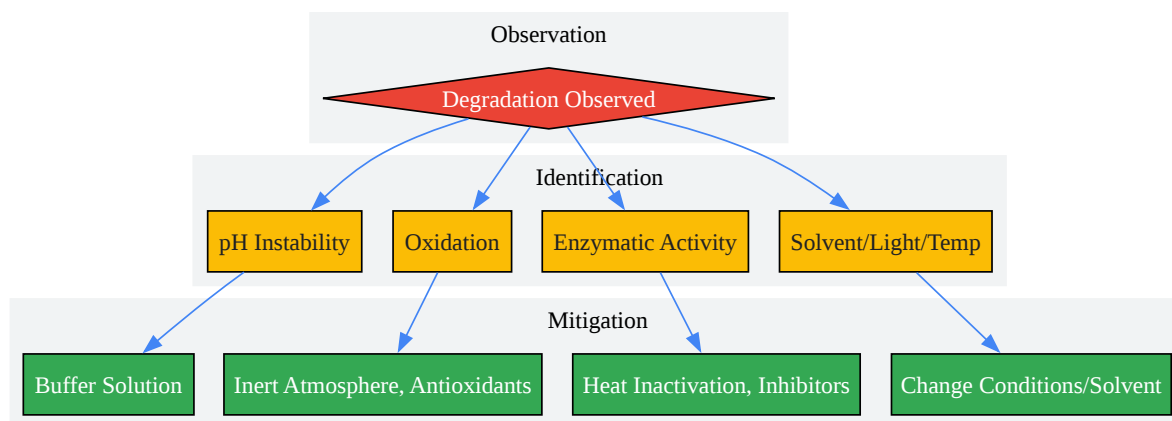 Observation
Degradation Observed
Identification
pH Instability
Oxidation
Enzymatic Activity
Solvent/Light/Temp
Mitigation
Buffer Solution
Inert Atmosphere, Antioxidants
Heat Inactivation, Inhibitors
Change Conditions/Solvent